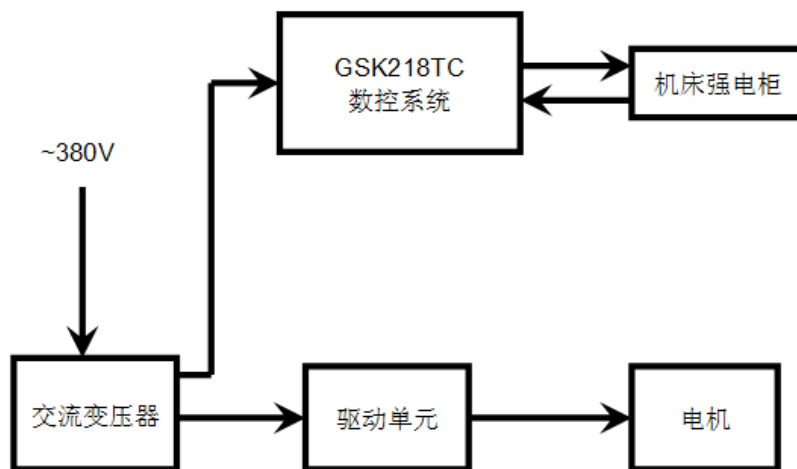 GSK218TC
数控系统
机床强电柜
~380V
交流变压器
驱动单元
电机